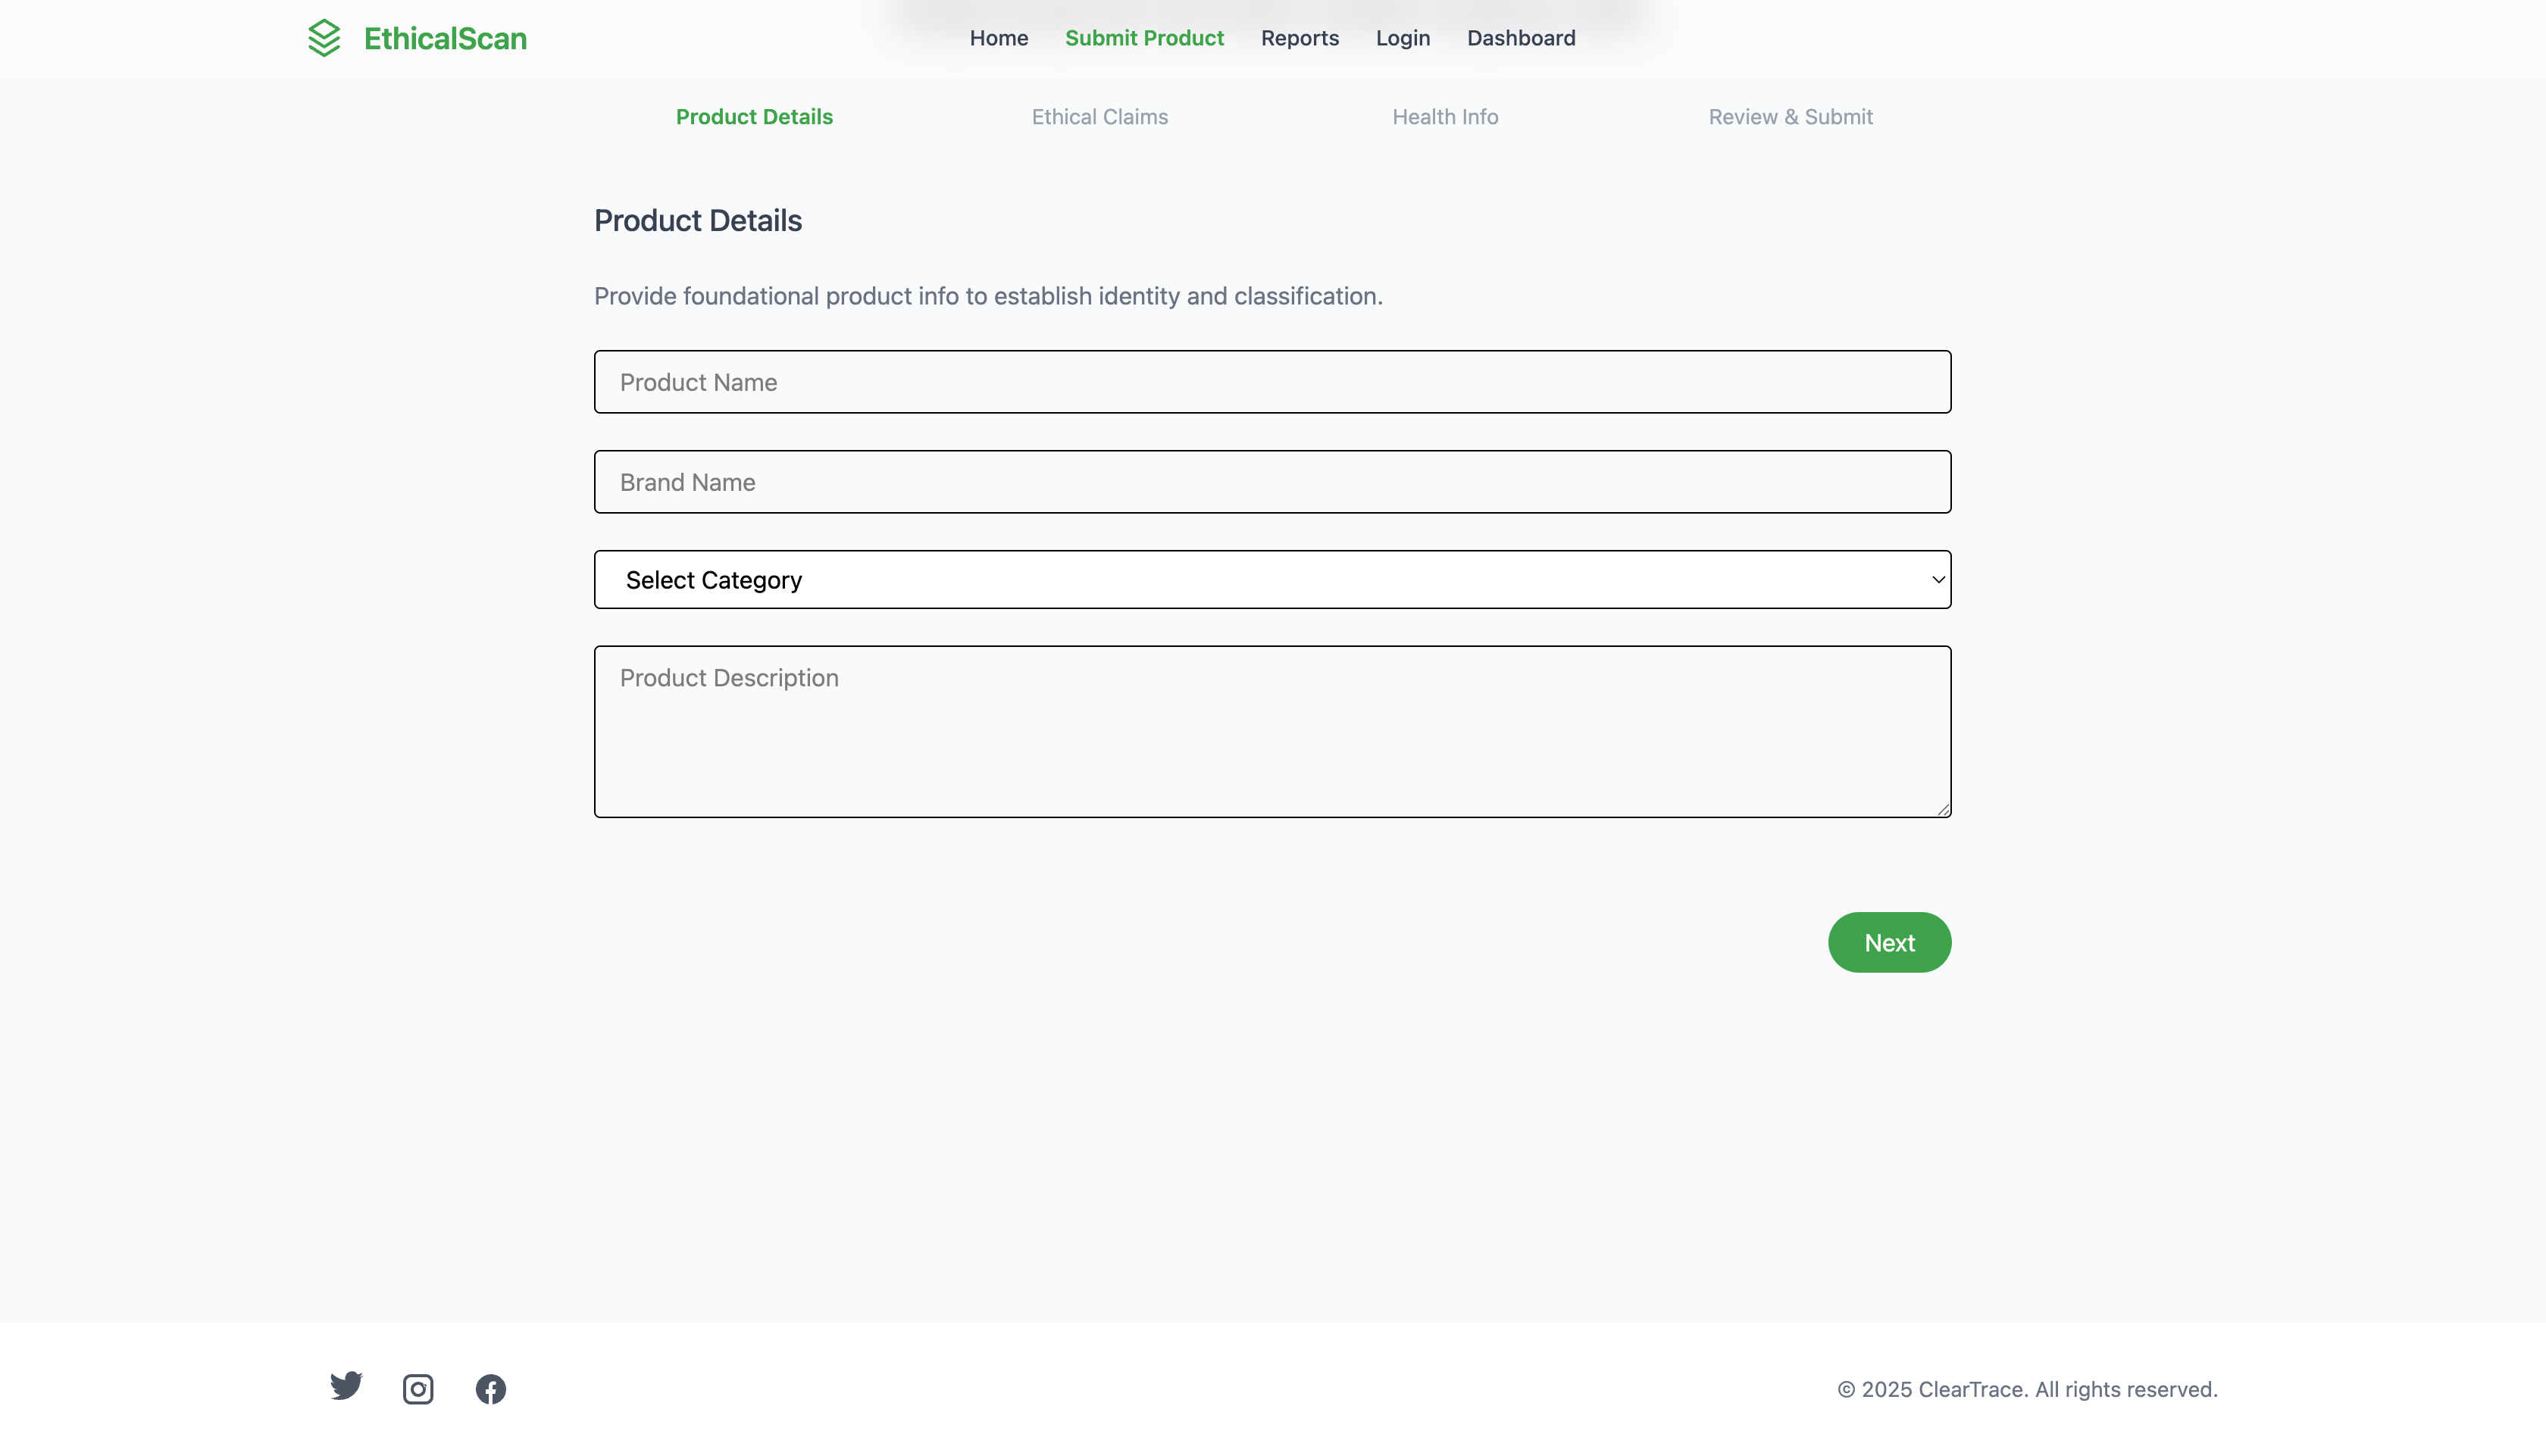 EthicalScan
Home Submit Product Reports Login Dashboard
Product Details Ethical Claims Health Info Review & Submit
Product Details
Provide foundational product info to establish identity and classification.
Product Name
Brand Name
Select Category
Product Description
Next
© 2025 ClearTrace. All rights reserved.